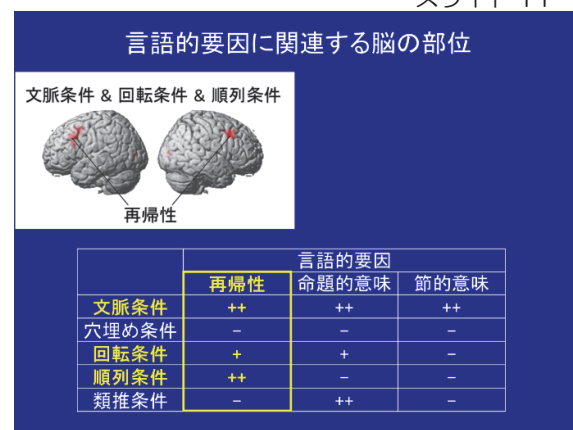 言語的要因に関連する脳の部位
文脈条件 & 回転条件 & 順列条件
再帰性
言語的要因
再帰性 命題的意味 節的意味
文脈条件 ++ ++ ++
穴埋め条件 − − −
回転条件 + + −
順列条件 ++ − −
類推条件 − ++ −